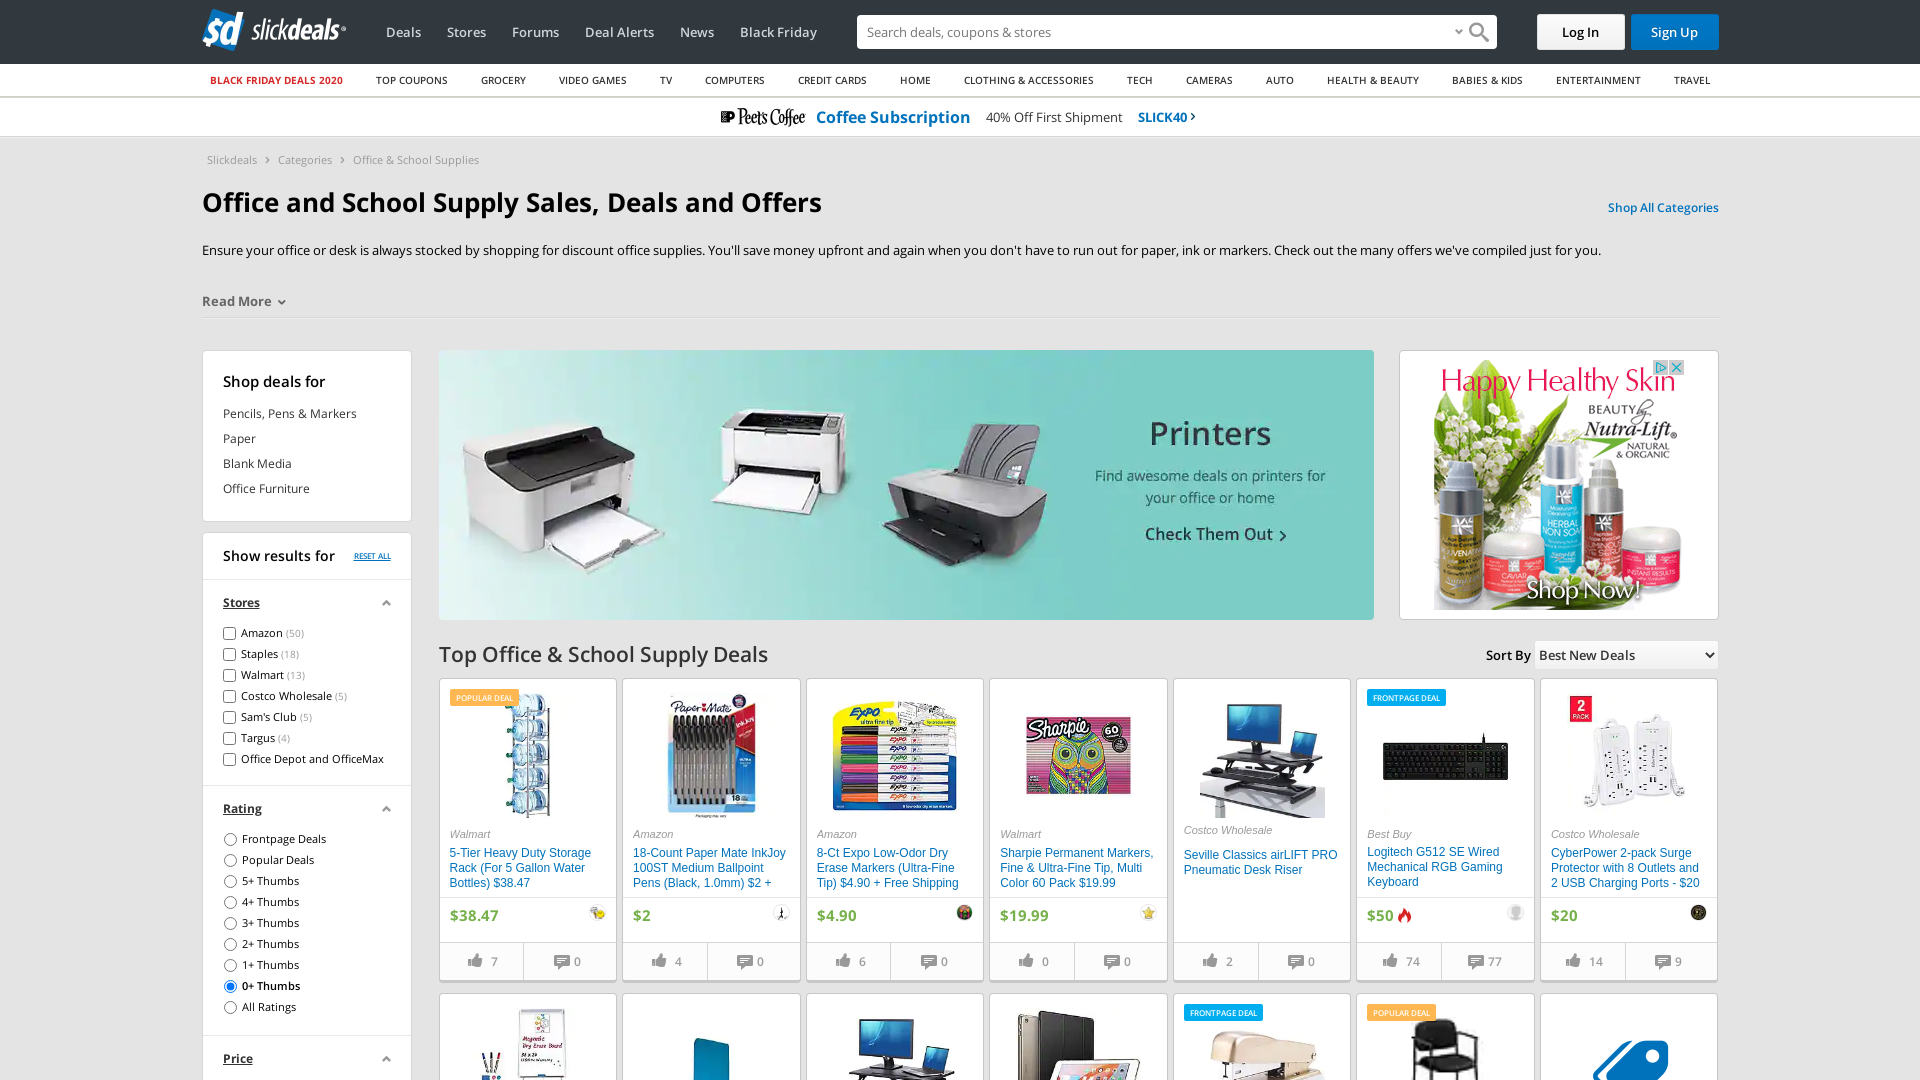 slickdeals
Deals
Stores
Forums
Deal Alerts
News
Black Friday
Search deals, coupons & stores
Log In
Sign Up
BLACK FRIDAY DEALS 2020
TOP COUPONS
GROCERY
VIDEO GAMES
TV
COMPUTERS
CREDIT CARDS
HOME
CLOTHING & ACCESSORIES
TECH
CAMERAS
AUTO
HEALTH & BEAUTY
BABIES & KIDS
ENTERTAINMENT
TRAVEL
Peet's Coffee Coffee Subscription 40% Off First Shipment SLICK40
Slickdeals > Categories > Office & School Supplies
Office and School Supply Sales, Deals and Offers
Shop All Categories
Ensure your office or desk is always stocked by shopping for discount office supplies. You'll save money upfront and again when you don't have to run out for paper, ink or markers. Check out the many offers we've compiled just for you.
Read More
Shop deals for
Pencils, Pens & Markers
Paper
Blank Media
Office Furniture
Show results for
RESET ALL
Stores
Amazon (50)
Staples (18)
Walmart (13)
Costco Wholesale (5)
Sam's Club (5)
Targus (4)
Office Depot and OfficeMax
Rating
Frontpage Deals
Popular Deals
5+ Thumbs
4+ Thumbs
3+ Thumbs
2+ Thumbs
1+ Thumbs
0+ Thumbs
All Ratings
Price
Printers
Find awesome deals on printers for
your office or home
Check Them Out
Happy Healthy Skin
BEAUTY by
Nutra-Lift®
NATURAL
& ORGANIC
Shop Now!
Top Office & School Supply Deals
Sort By Best New Deals
POPULAR DEAL
Walmart
5-Tier Heavy Duty Storage
Rack (For 5 Gallon Water
Bottles) $38.47
$38.47
7
0
Paper Mate
InkJoy
18
Amazon
18-Count Paper Mate InkJoy
100ST Medium Ballpoint
Pens (Black, 1.0mm) $2 +
$2
4
0
EXPO
ultra fine tip
Amazon
8-Ct Expo Low-Odor Dry
Erase Markers (Ultra-Fine
Tip) $4.90 + Free Shipping
$4.90
6
0
Sharpie
60
Walmart
Sharpie Permanent Markers,
Fine & Ultra-Fine Tip, Multi
Color 60 Pack $19.99
$19.99
0
0
Costco Wholesale
Seville Classics airLIFT PRO
Pneumatic Desk Riser
2
0
FRONTPAGE DEAL
Best Buy
Logitech G512 SE Wired
Mechanical RGB Gaming
Keyboard
$50
74
77
2
PACK
Costco Wholesale
CyberPower 2-pack Surge
Protector with 8 Outlets and
2 USB Charging Ports - $20
$20
14
9
Magnetic
Dry Erase Board
FRONTPAGE DEAL
POPULAR DEAL